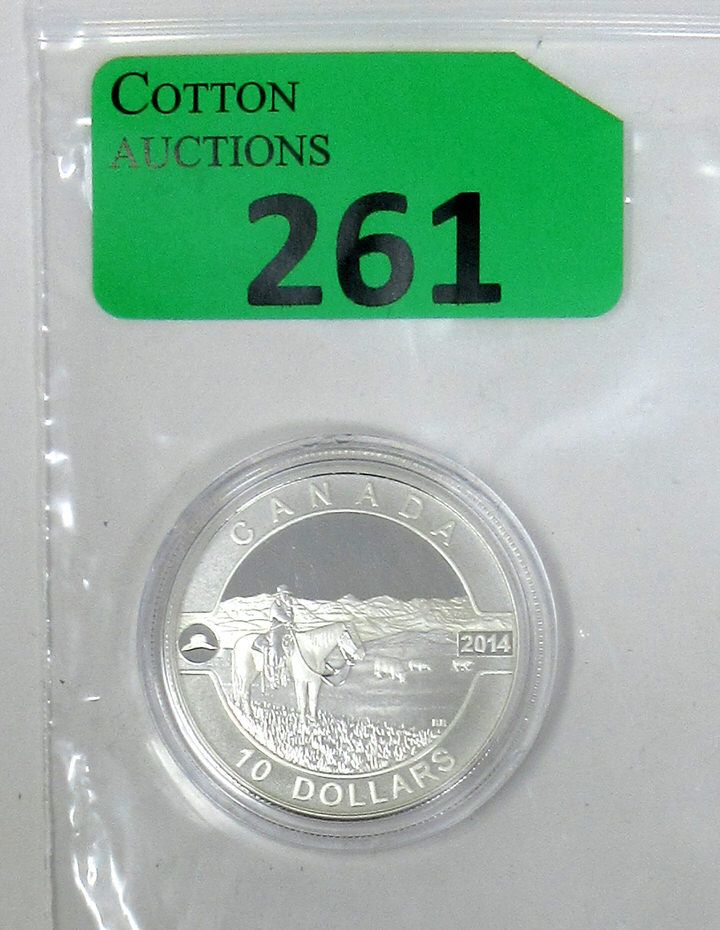 COTTON
AUCTIONS
261
CANADA
2014
10 DOLLARS